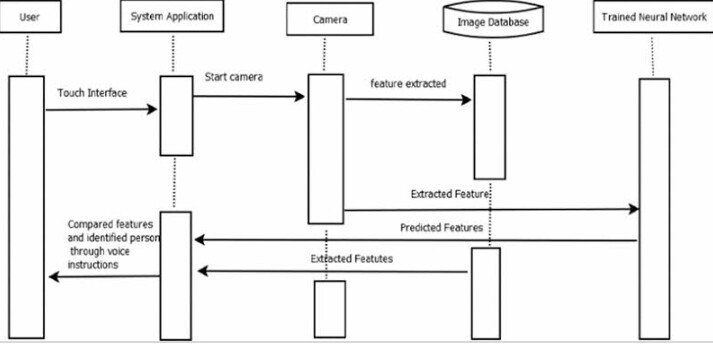 User
System Application
Camera
Image Database
Trained Neural Network
Touch Interface
Start camera
feature extracted
Extracted Feature
Predicted Features
Extracted Featutes
Compared features
and identified person
through voice
instructions